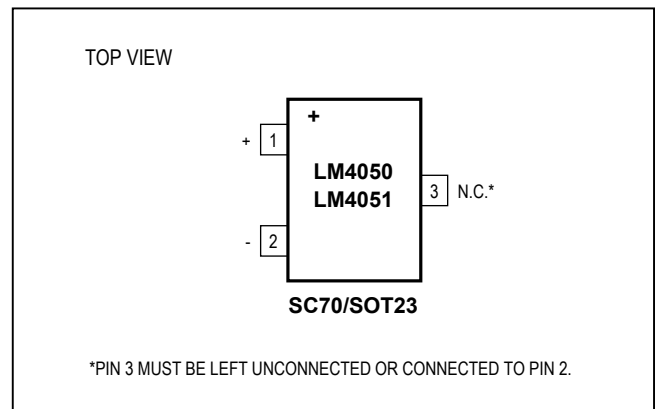 TOP VIEW
+
+ 1
LM4050
LM4051
3 N.C.*
- 2
SC70/SOT23
*PIN 3 MUST BE LEFT UNCONNECTED OR CONNECTED TO PIN 2.